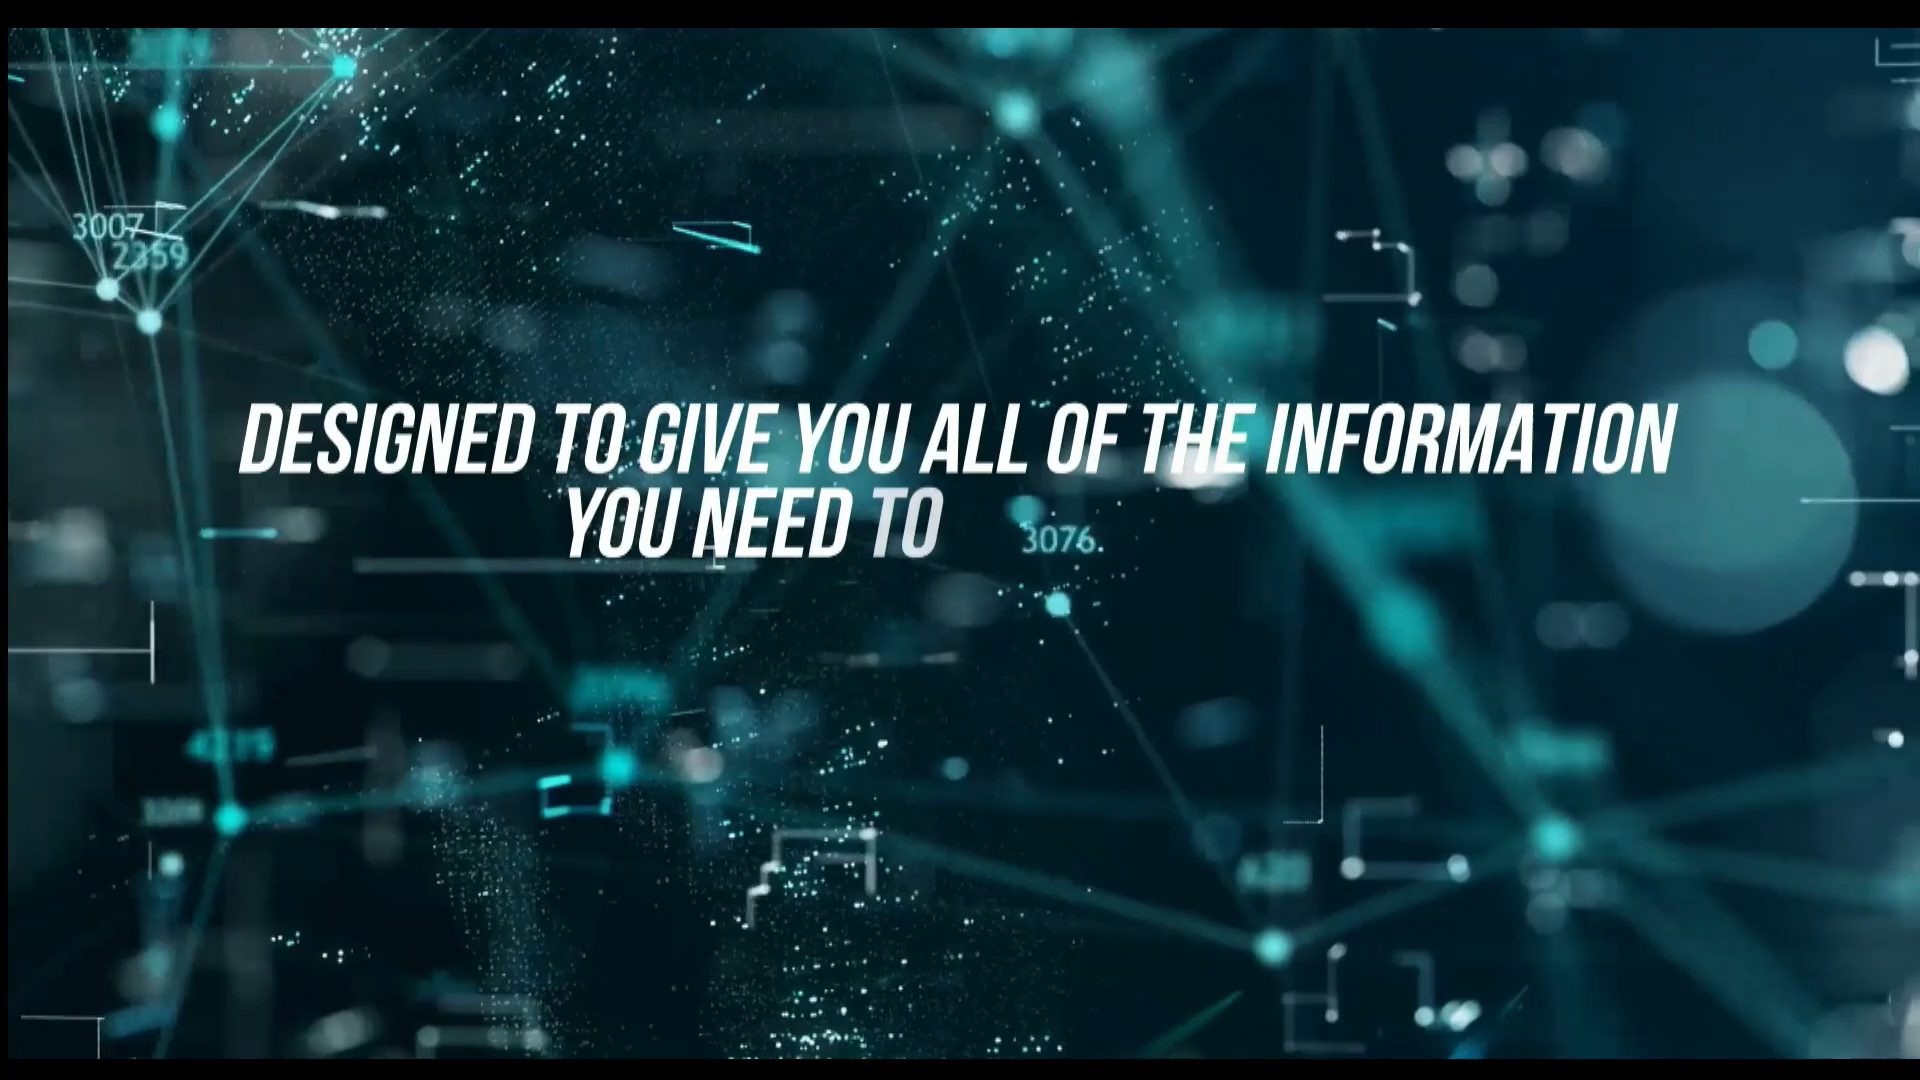 3007
2359
DESIGNED TO GIVE YOU ALL OF THE INFORMATION
YOU NEED TO
3076